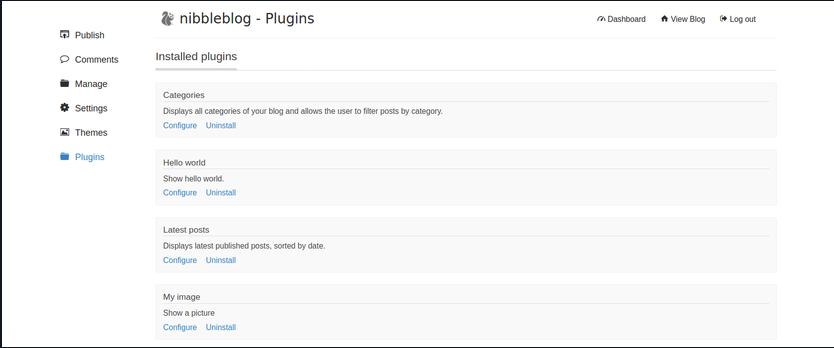 nibbleblog - Plugins
Dashboard View Blog Log out
Publish
Comments
Manage
Settings
Themes
Plugins
Installed plugins
Categories
Displays all categories of your blog and allows the user to filter posts by category.
Configure Uninstall
Hello world
Show hello world.
Configure Uninstall
Latest posts
Displays latest published posts, sorted by date.
Configure Uninstall
My image
Show a picture
Configure Uninstall